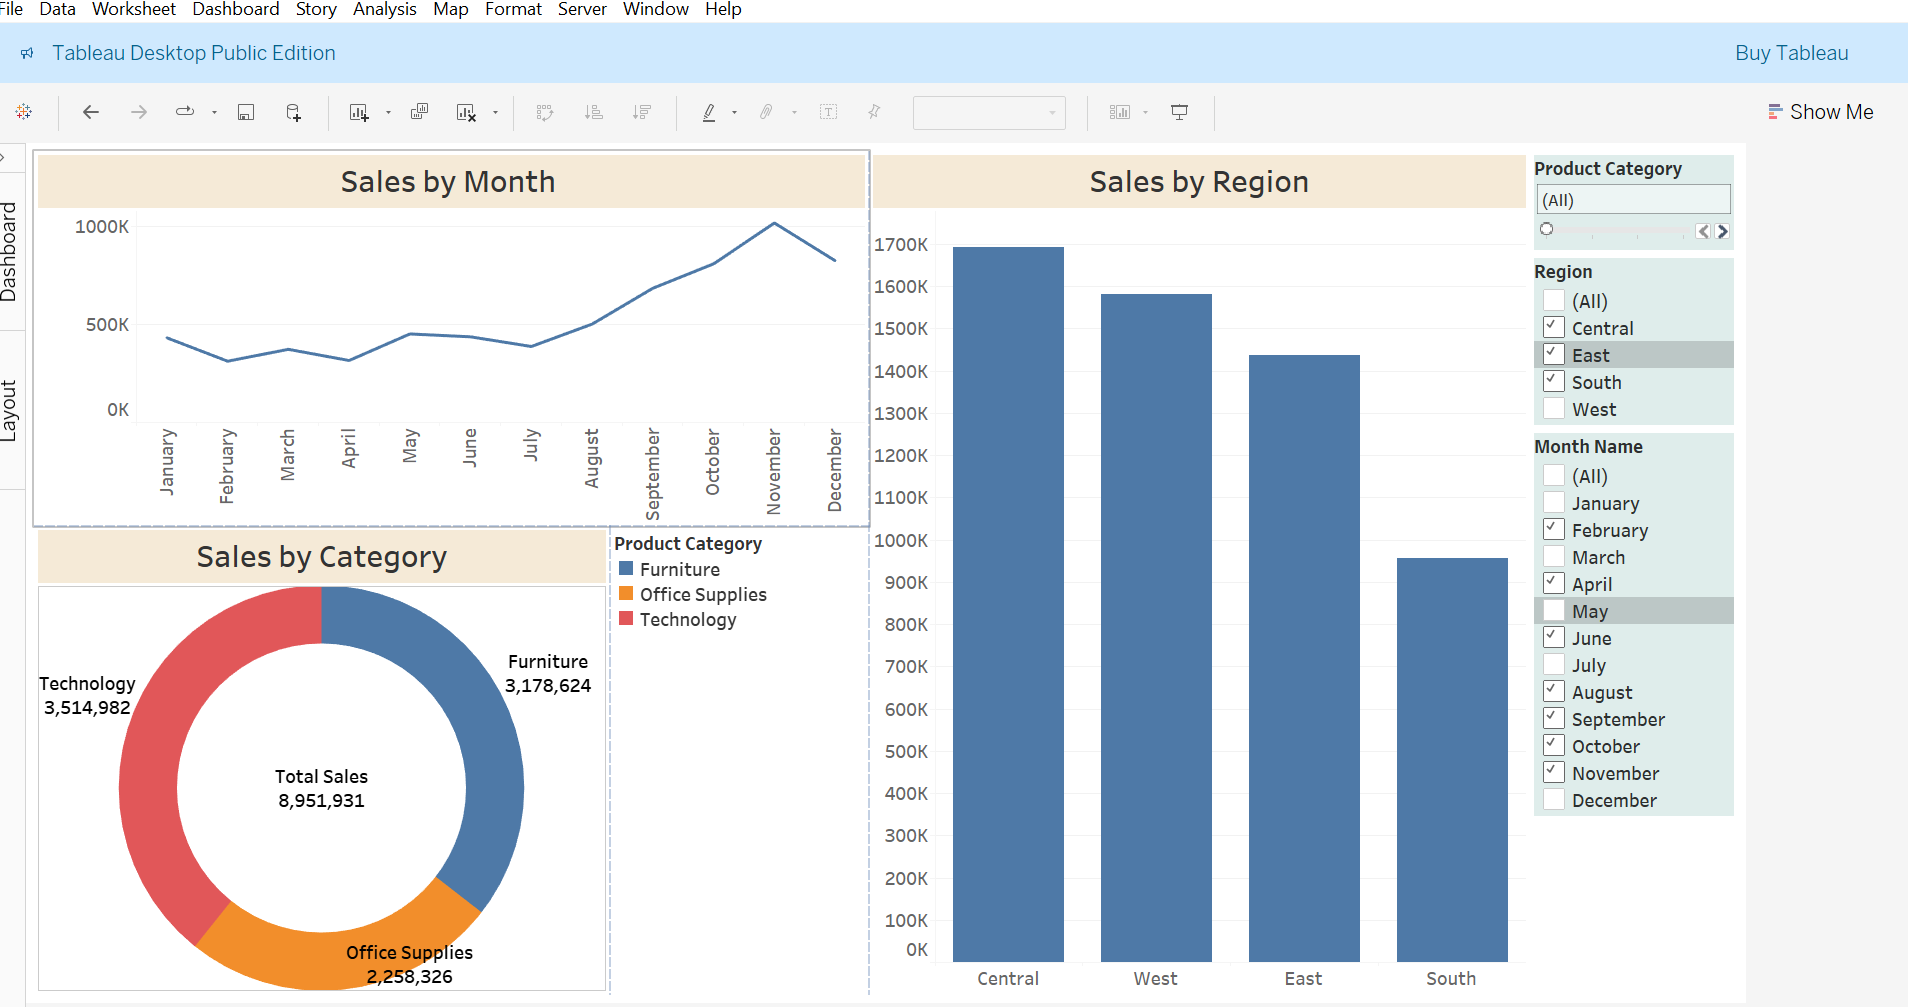 File Data Worksheet Dashboard Story Analysis Map Format Server Window Help
Tableau Desktop Public Edition
Buy Tableau
Show Me
Dashboard
Layout
Sales by Month
1000K
500K
0K
January
February
March
April
May
June
July
August
September
October
November
December
Sales by Category
Technology
3,514,982
Furniture
3,178,624
Total Sales
8,951,931
Office Supplies
2,258,326
Product Category
Furniture
Office Supplies
Technology
Sales by Region
1700K
1600K
1500K
1400K
1300K
1200K
1100K
1000K
900K
800K
700K
600K
500K
400K
300K
200K
100K
0K
Central
West
East
South
Product Category
(All)
Region
(All)
Central
East
South
West
Month Name
(All)
January
February
March
April
May
June
July
August
September
October
November
December